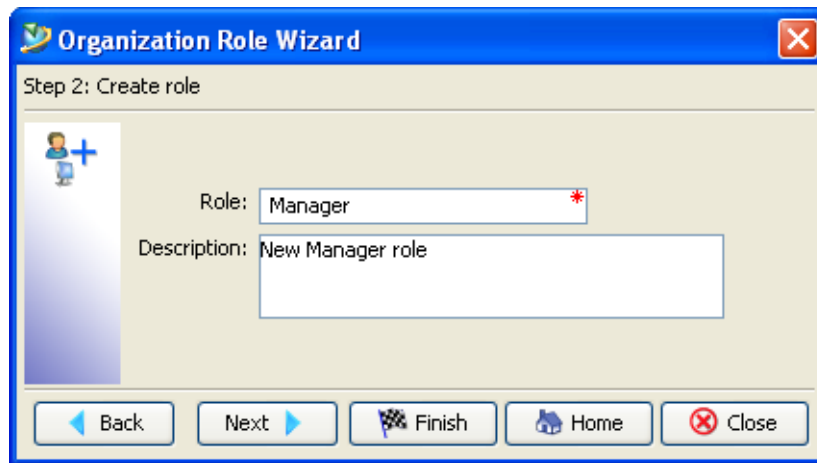 Organization Role Wizard
Step 2: Create role
Role: Manager *
Description: New Manager role
Back Next Finish Home Close